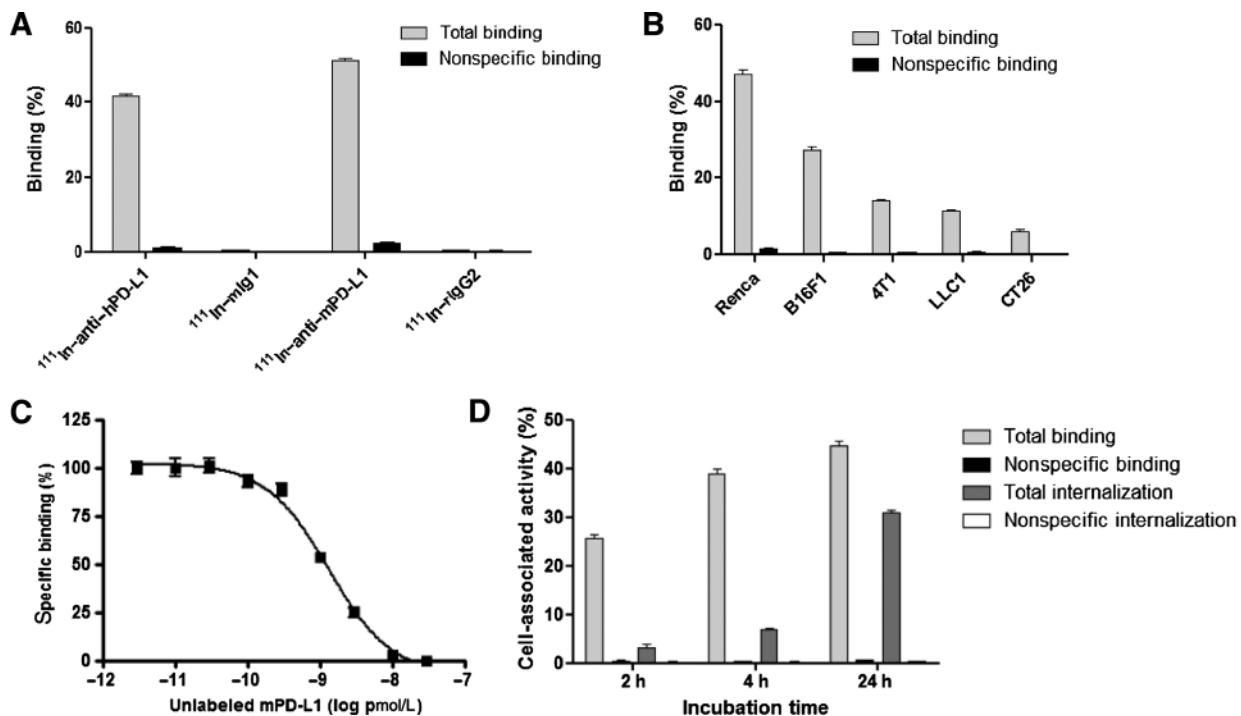 A
60
40
20
0
Binding (%)
Total binding
Nonspecific binding
111In–anti–hPD-L1
111In–mIg1
111In–anti–mPD-L1
111In–rIgG2
B
60
40
20
0
Binding (%)
Total binding
Nonspecific binding
Renca
B16F1
4T1
LLC1
CT26
C
125
100
75
50
25
0
Specific binding (%)
–12 –11 –10 –9 –8 –7
Unlabeled mPD-L1 (log pmol/L)
D
50
40
30
20
10
0
Cell-associated activity (%)
Total binding
Nonspecific binding
Total internalization
Nonspecific internalization
2 h 4 h 24 h
Incubation time